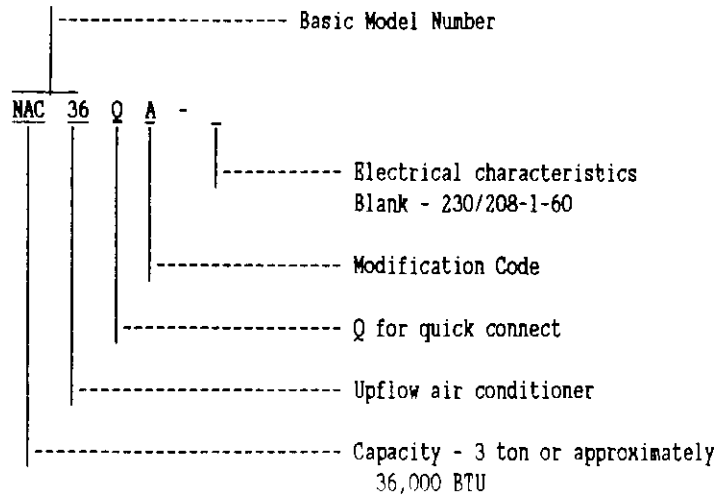 Basic Model Number
NAC 36 Q A - _
Electrical characteristics
Blank - 230/208-1-60
Modification Code
Q for quick connect
Upflow air conditioner
Capacity - 3 ton or approximately
36,000 BTU